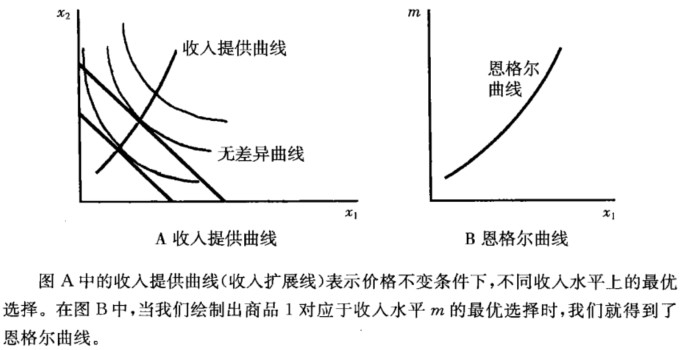 x₂
收入提供曲线
无差异曲线
x₁
A 收入提供曲线
m
恩格尔
曲线
x₁
B 恩格尔曲线
图 A 中的收入提供曲线(收入扩展线)表示价格不变条件下,不同收入水平上的最优
选择。在图 B 中,当我们绘制出商品 1 对应于收入水平 m 的最优选择时,我们就得到了
恩格尔曲线。